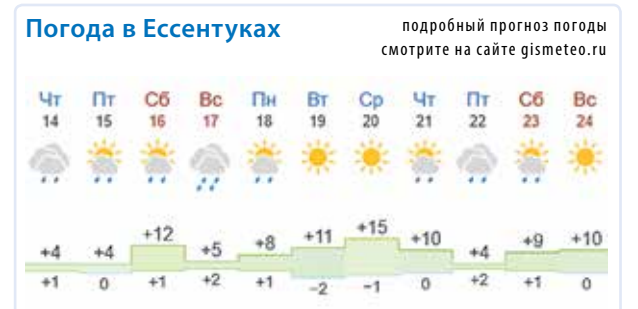 Погода в Ессентуках
подробный прогноз погоды
смотрите на сайте gismeteo.ru
Чт Пт Сб Вс Пн Вт Ср Чт Пт Сб Вс
14 15 16 17 18 19 20 21 22 23 24
+4 +4 +12 +5 +8 +11 +15 +10 +4 +9 +10
+1 0 +1 +2 +1 −2 −1 0 +2 +1 0